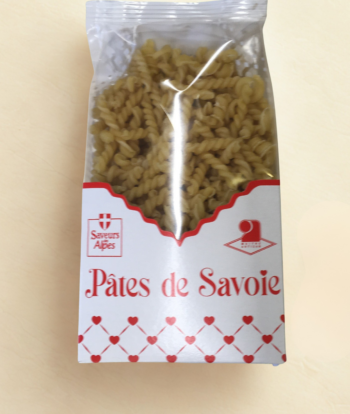 Saveurs
des
Alpes
Pâtes de Savoie